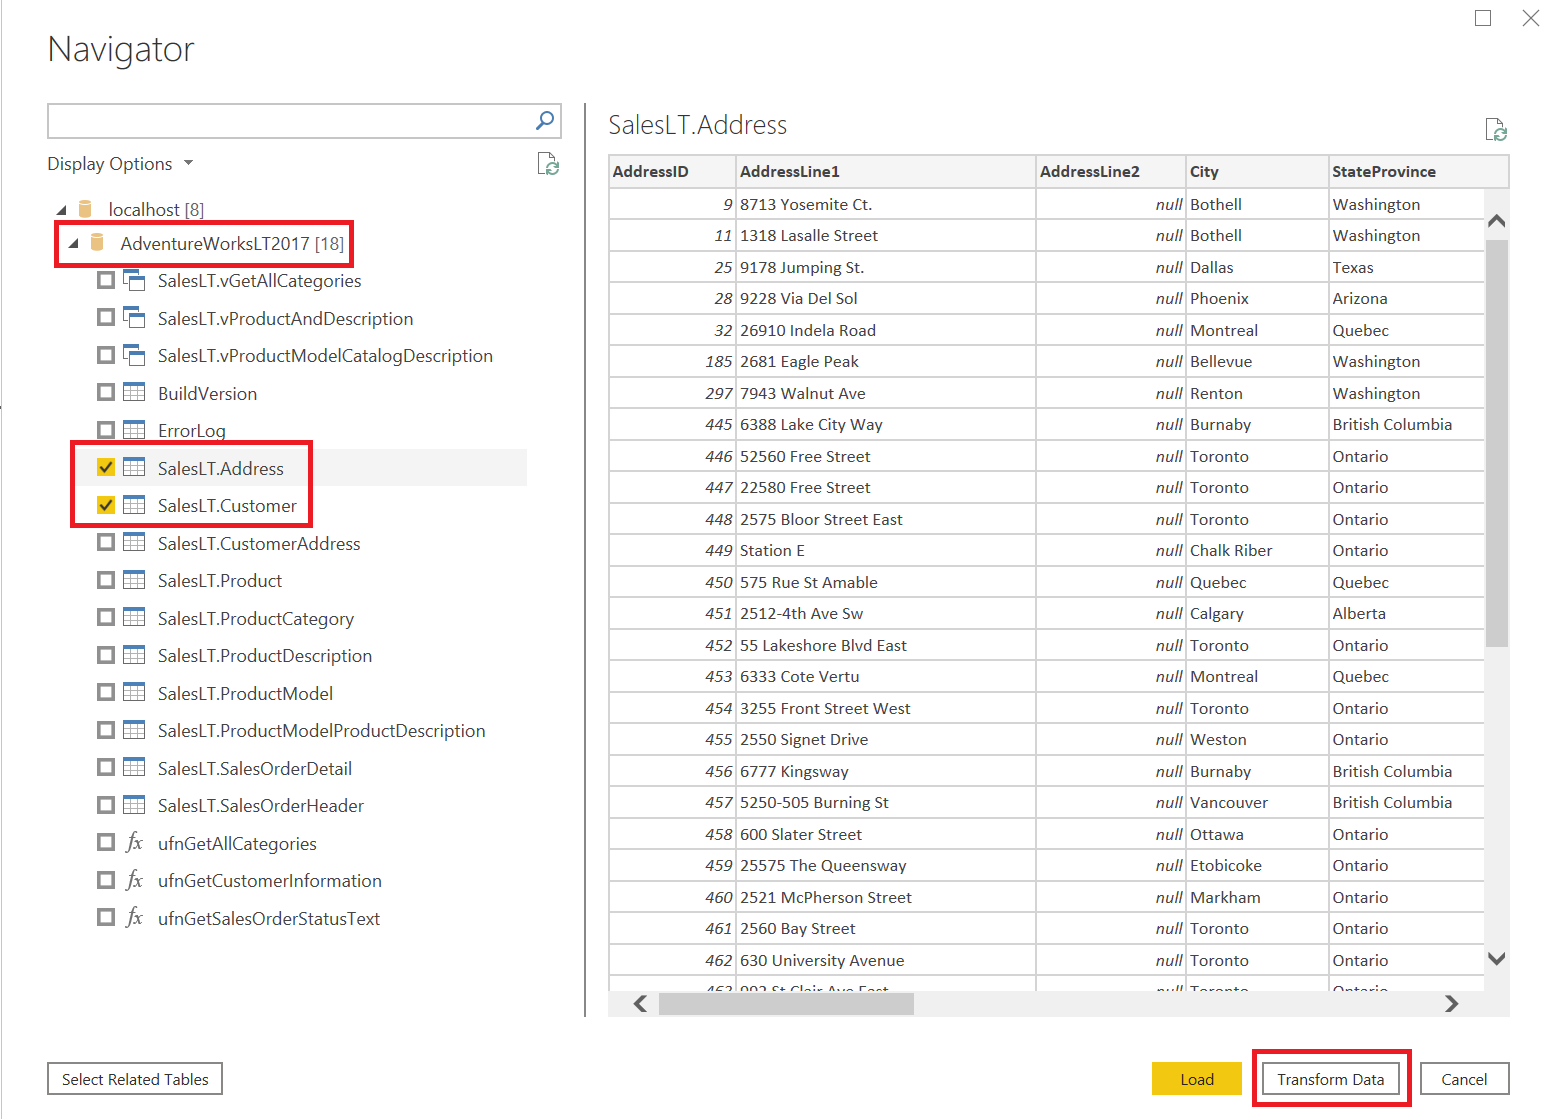 Navigator
Display Options
localhost [8]
AdventureWorksLT2017 [18]
SalesLT.vGetAllCategories
SalesLT.vProductAndDescription
SalesLT.vProductModelCatalogDescription
BuildVersion
ErrorLog
SalesLT.Address
SalesLT.Customer
SalesLT.CustomerAddress
SalesLT.Product
SalesLT.ProductCategory
SalesLT.ProductDescription
SalesLT.ProductModel
SalesLT.ProductModelProductDescription
SalesLT.SalesOrderDetail
SalesLT.SalesOrderHeader
fx ufnGetAllCategories
fx ufnGetCustomerInformation
fx ufnGetSalesOrderStatusText
SalesLT.Address
AddressID AddressLine1 AddressLine2 City StateProvince
9 8713 Yosemite Ct. null Bothell Washington
11 1318 Lasalle Street null Bothell Washington
25 9178 Jumping St. null Dallas Texas
28 9228 Via Del Sol null Phoenix Arizona
32 26910 Indela Road null Montreal Quebec
185 2681 Eagle Peak null Bellevue Washington
297 7943 Walnut Ave null Renton Washington
445 6388 Lake City Way null Burnaby British Columbia
446 52560 Free Street null Toronto Ontario
447 22580 Free Street null Toronto Ontario
448 2575 Bloor Street East null Toronto Ontario
449 Station E null Chalk Riber Ontario
450 575 Rue St Amable null Quebec Quebec
451 2512-4th Ave Sw null Calgary Alberta
452 55 Lakeshore Blvd East null Toronto Ontario
453 6333 Cote Vertu null Montreal Quebec
454 3255 Front Street West null Toronto Ontario
455 2550 Signet Drive null Weston Ontario
456 6777 Kingsway null Burnaby British Columbia
457 5250-505 Burning St null Vancouver British Columbia
458 600 Slater Street null Ottawa Ontario
459 25575 The Queensway null Etobicoke Ontario
460 2521 McPherson Street null Markham Ontario
461 2560 Bay Street null Toronto Ontario
462 630 University Avenue null Toronto Ontario
463 992 St Clair Ave East null Toronto Ontario
Select Related Tables
Load
Transform Data
Cancel